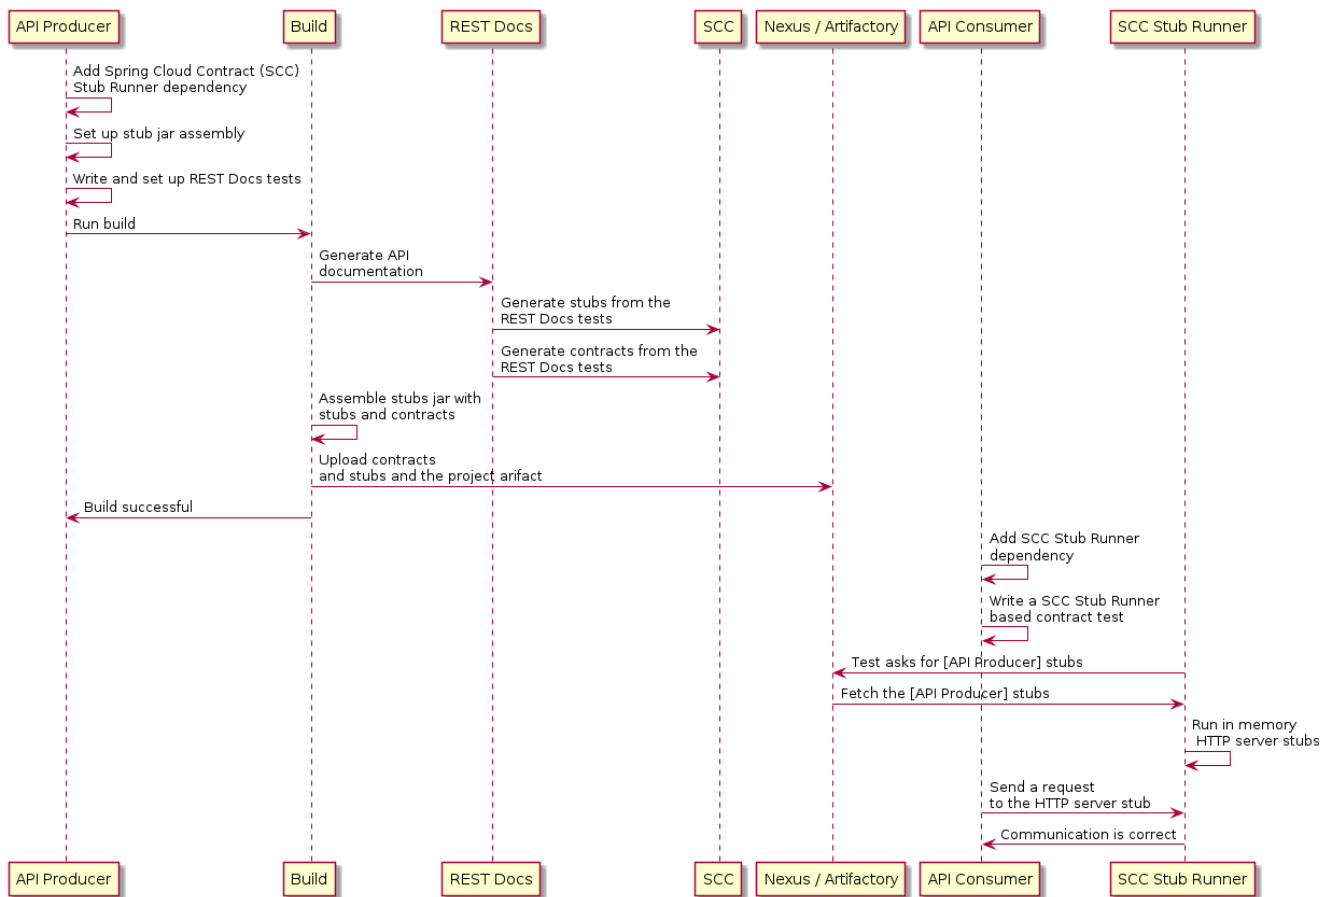 API Producer
Build
REST Docs
SCC
Nexus / Artifactory
API Consumer
SCC Stub Runner
Add Spring Cloud Contract (SCC)
Stub Runner dependency
Set up stub jar assembly
Write and set up REST Docs tests
Run build
Generate API
documentation
Generate stubs from the
REST Docs tests
Generate contracts from the
REST Docs tests
Assemble stubs jar with
stubs and contracts
Upload contracts
and stubs and the project arifact
Build successful
Add SCC Stub Runner
dependency
Write a SCC Stub Runner
based contract test
Test asks for [API Producer] stubs
Fetch the [API Producer] stubs
Run in memory
HTTP server stubs
Send a request
to the HTTP server stub
Communication is correct
API Producer
Build
REST Docs
SCC
Nexus / Artifactory
API Consumer
SCC Stub Runner